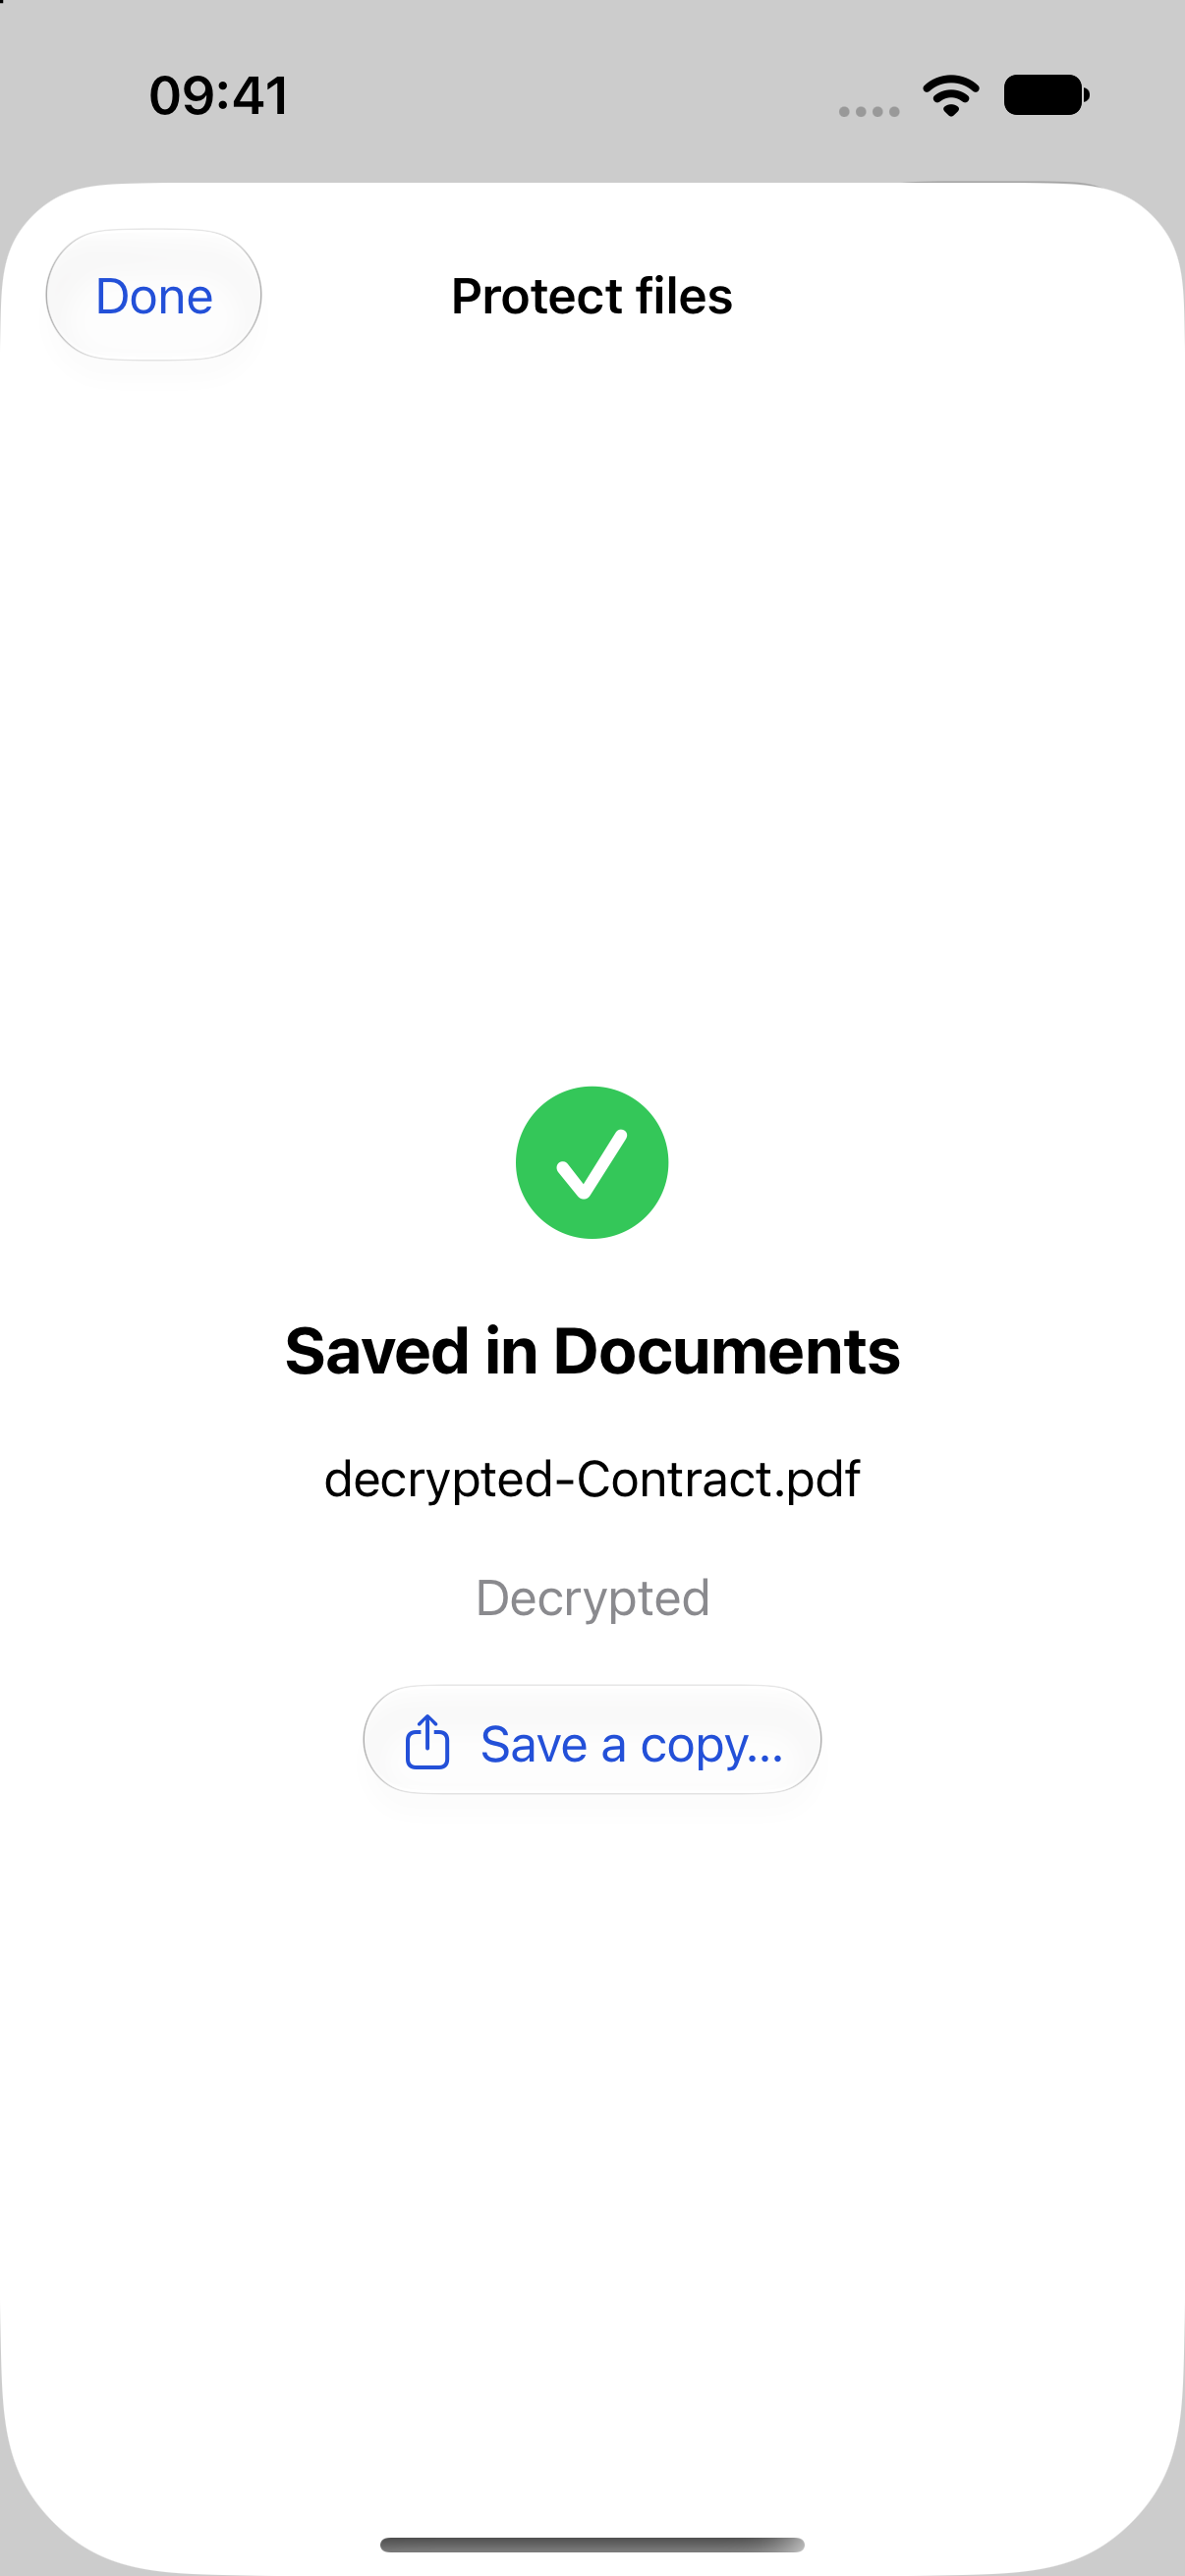 09:41
Done
Protect files
Saved in Documents
decrypted-Contract.pdf
Decrypted
Save a copy...